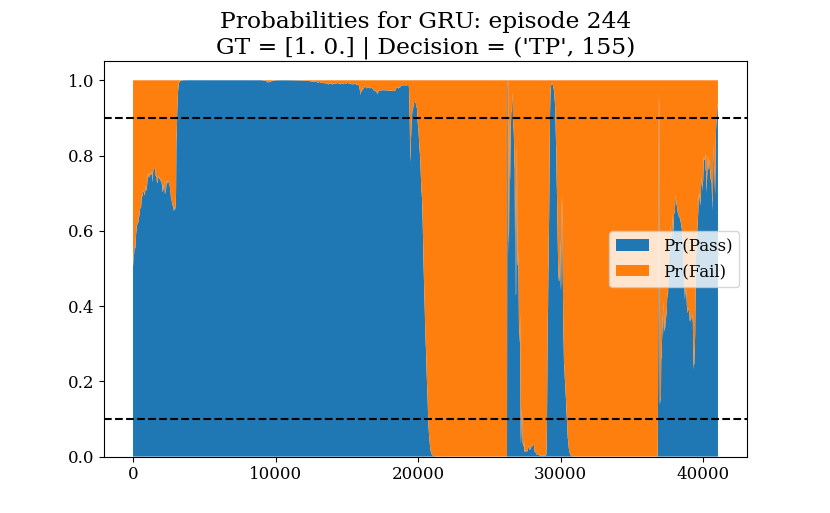 Probabilities for GRU: episode 244
GT = [1. 0.] | Decision = ('TP', 155)
1.0
0.8
0.6
0.4
0.2
0.0
Pr(Pass)
Pr(Fail)
0 10000 20000 30000 40000